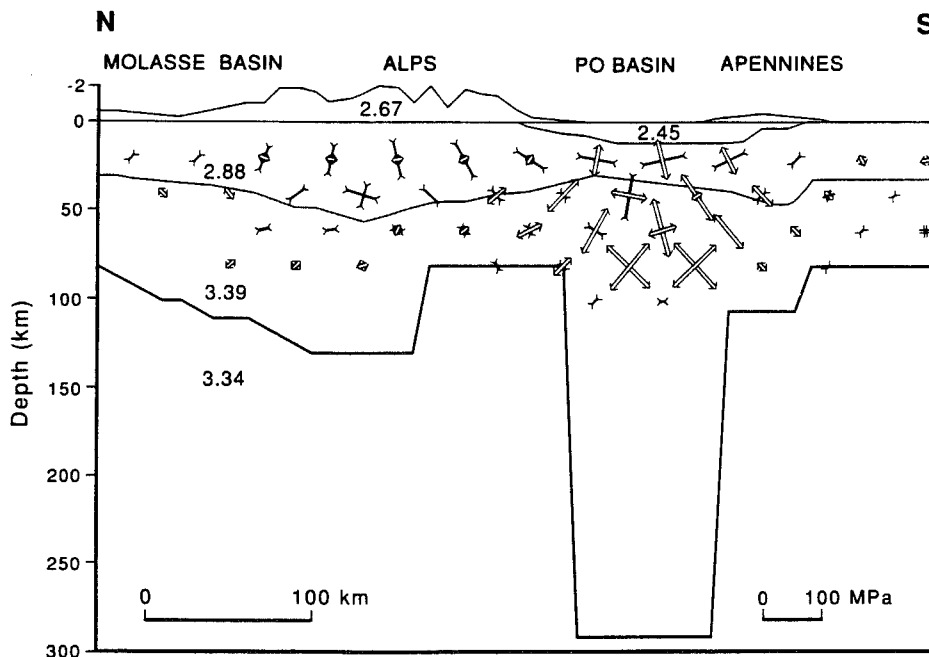 N S
MOLASSE BASIN ALPS PO BASIN APENNINES
-2
0
50
100
150
200
250
300
Depth (km)
2.67
2.45
2.88
3.39
3.34
0 100 km
0 100 MPa